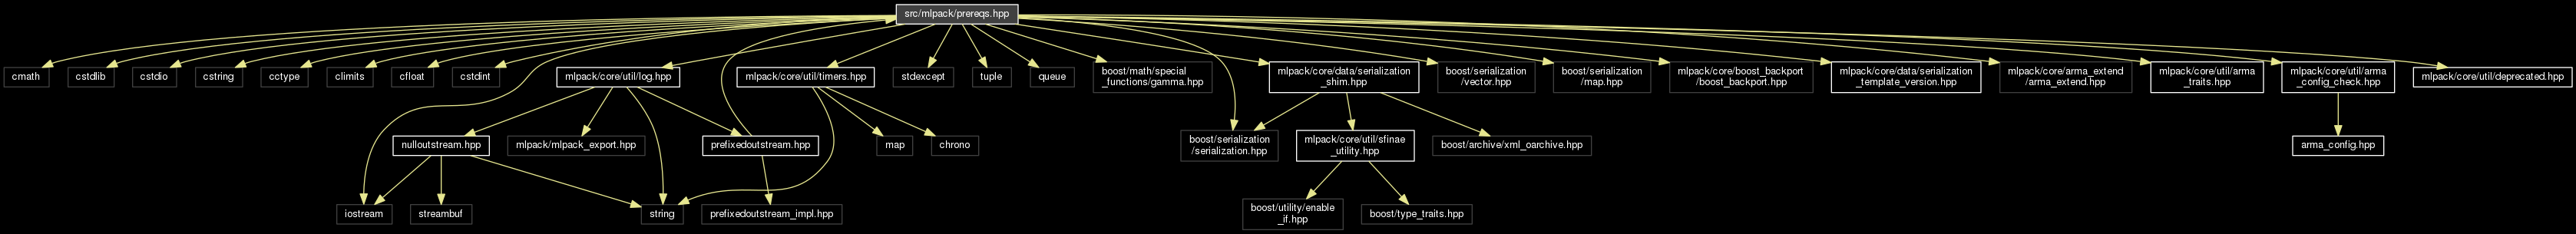 src/mlpack/prereqs.hpp
cmath
cstdlib
cstdio
cstring
cctype
climits
cfloat
cstdint
mlpack/core/util/log.hpp
mlpack/core/util/timers.hpp
stdexcept
tuple
queue
boost/math/special
_functions/gamma.hpp
mlpack/core/data/serialization
_shim.hpp
boost/serialization
/vector.hpp
boost/serialization
/map.hpp
mlpack/core/boost_backport
/boost_backport.hpp
mlpack/core/data/serialization
_template_version.hpp
mlpack/core/arma_extend
/arma_extend.hpp
mlpack/core/util/arma
_traits.hpp
mlpack/core/util/arma
_config_check.hpp
mlpack/core/util/deprecated.hpp
nulloutstream.hpp
mlpack/mlpack_export.hpp
prefixedoutstream.hpp
map
chrono
boost/serialization
/serialization.hpp
mlpack/core/util/sfinae
_utility.hpp
boost/archive/xml_oarchive.hpp
arma_config.hpp
iostream
streambuf
string
prefixedoutstream_impl.hpp
boost/utility/enable
_if.hpp
boost/type_traits.hpp